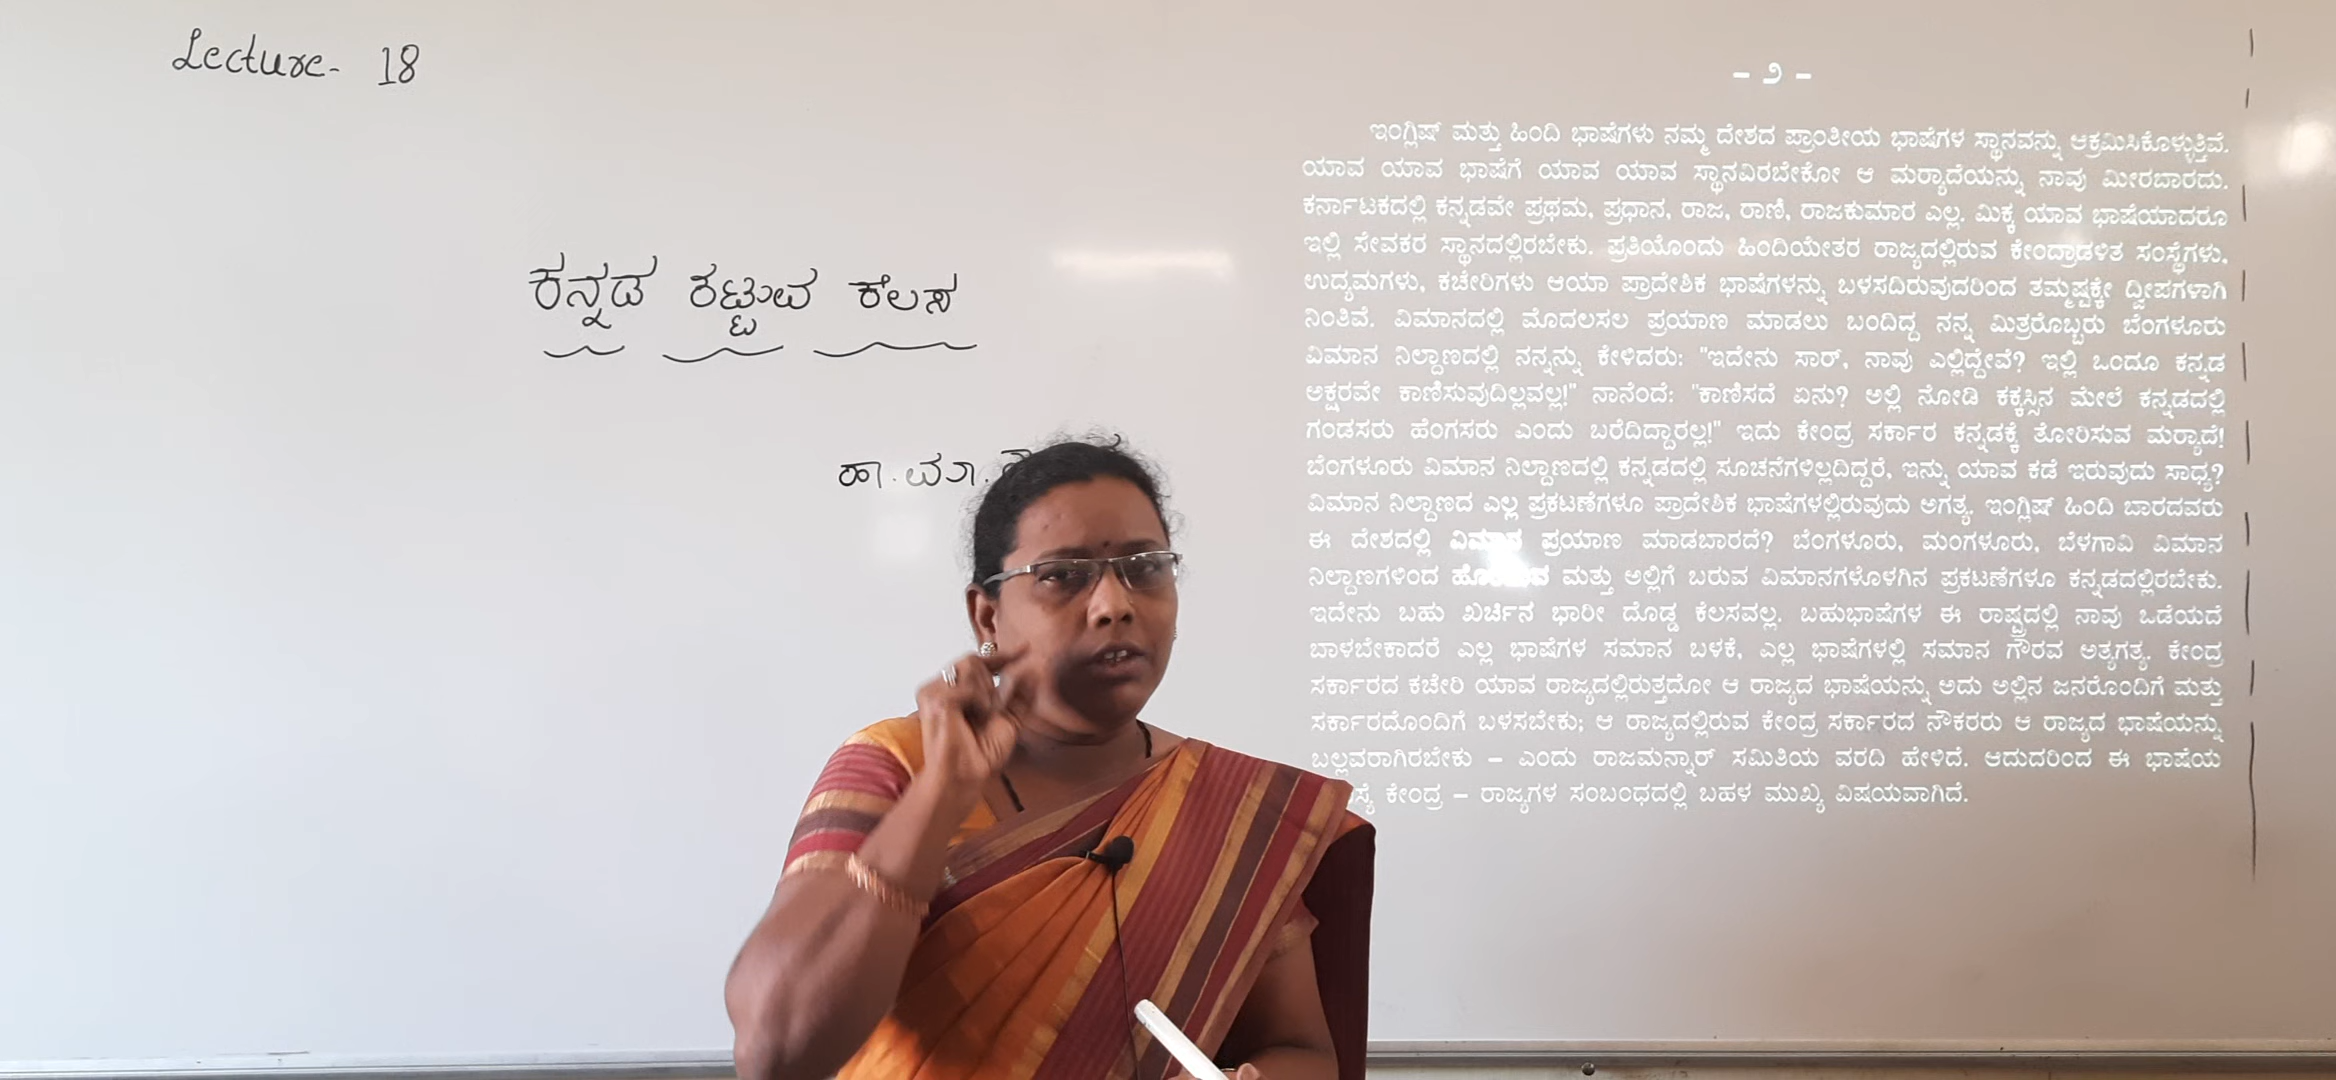 Lecture- 18
ಕನ್ನಡ ಕಟ್ಟುವ ಕೆಲಸ
ಹಾ. ಮಾ.
- ೨ -
ಇಂಗ್ಲಿಷ್ ಮತ್ತು ಹಿಂದಿ ಭಾಷೆಗಳು ನಮ್ಮ ದೇಶದ ಪ್ರಾಂತೀಯ ಭಾಷೆಗಳ ಸ್ಥಾನವನ್ನು ಆಕ್ರಮಿಸಿಕೊಳ್ಳುತ್ತಿವೆ.
ಯಾವ ಯಾವ ಭಾಷೆಗೆ ಯಾವ ಯಾವ ಸ್ಥಾನವಿರಬೇಕೋ ಆ ಮರ‍್ಯಾದೆಯನ್ನು ನಾವು ಮೀರಬಾರದು.
ಕರ್ನಾಟಕದಲ್ಲಿ ಕನ್ನಡವೇ ಪ್ರಥಮ, ಪ್ರಧಾನ, ರಾಜ, ರಾಣಿ, ರಾಜಕುಮಾರ ಎಲ್ಲ. ಮಿಕ್ಕ ಯಾವ ಭಾಷೆಯಾದರೂ
ಇಲ್ಲಿ ಸೇವಕರ ಸ್ಥಾನದಲ್ಲಿರಬೇಕು. ಪ್ರತಿಯೊಂದು ಹಿಂದಿಯೇತರ ರಾಜ್ಯದಲ್ಲಿರುವ ಕೇಂದ್ರಾಡಳಿತ ಸಂಸ್ಥೆಗಳು,
ಉದ್ಯಮಗಳು, ಕಚೇರಿಗಳು ಆಯಾ ಪ್ರಾದೇಶಿಕ ಭಾಷೆಗಳನ್ನು ಬಳಸದಿರುವುದರಿಂದ ತಮ್ಮಷ್ಟಕ್ಕೇ ದ್ವೀಪಗಳಾಗಿ
ನಿಂತಿವೆ. ವಿಮಾನದಲ್ಲಿ ಮೊದಲಸಲ ಪ್ರಯಾಣ ಮಾಡಲು ಬಂದಿದ್ದ ನನ್ನ ಮಿತ್ರರೊಬ್ಬರು ಬೆಂಗಳೂರು
ವಿಮಾನ ನಿಲ್ದಾಣದಲ್ಲಿ ನನ್ನನ್ನು ಕೇಳಿದರು: "ಇದೇನು ಸಾರ್, ನಾವು ಎಲ್ಲಿದ್ದೇವೆ? ಇಲ್ಲಿ ಒಂದೂ ಕನ್ನಡ
ಅಕ್ಷರವೇ ಕಾಣಿಸುವುದಿಲ್ಲವಲ್ಲ!" ನಾನೆಂದೆ: "ಕಾಣಿಸದೆ ಏನು? ಅಲ್ಲಿ ನೋಡಿ ಕಕ್ಕಸ್ಸಿನ ಮೇಲೆ ಕನ್ನಡದಲ್ಲಿ
ಗಂಡಸರು ಹೆಂಗಸರು ಎಂದು ಬರೆದಿದ್ದಾರಲ್ಲ!" ಇದು ಕೇಂದ್ರ ಸರ್ಕಾರ ಕನ್ನಡಕ್ಕೆ ತೋರಿಸುವ ಮರ‍್ಯಾದೆ!
ಬೆಂಗಳೂರು ವಿಮಾನ ನಿಲ್ದಾಣದಲ್ಲಿ ಕನ್ನಡದಲ್ಲಿ ಸೂಚನೆಗಳಿಲ್ಲದಿದ್ದರೆ, ಇನ್ನು ಯಾವ ಕಡೆ ಇರುವುದು ಸಾಧ್ಯ?
ವಿಮಾನ ನಿಲ್ದಾಣದ ಎಲ್ಲ ಪ್ರಕಟಣೆಗಳೂ ಪ್ರಾದೇಶಿಕ ಭಾಷೆಗಳಲ್ಲಿರುವುದು ಅಗತ್ಯ. ಇಂಗ್ಲಿಷ್ ಹಿಂದಿ ಬಾರದವರು
ಈ ದೇಶದಲ್ಲಿ ವಿಮಾನ ಪ್ರಯಾಣ ಮಾಡಬಾರದೆ? ಬೆಂಗಳೂರು, ಮಂಗಳೂರು, ಬೆಳಗಾವಿ ವಿಮಾನ
ನಿಲ್ದಾಣಗಳಿಂದ ಹೊರಡುವ ಮತ್ತು ಅಲ್ಲಿಗೆ ಬರುವ ವಿಮಾನಗಳೊಳಗಿನ ಪ್ರಕಟಣೆಗಳೂ ಕನ್ನಡದಲ್ಲಿರಬೇಕು.
ಇದೇನು ಬಹು ಖರ್ಚಿನ ಭಾರೀ ದೊಡ್ಡ ಕೆಲಸವಲ್ಲ. ಬಹುಭಾಷೆಗಳ ಈ ರಾಷ್ಟ್ರದಲ್ಲಿ ನಾವು ಒಡೆಯದೆ
ಬಾಳಬೇಕಾದರೆ ಎಲ್ಲ ಭಾಷೆಗಳ ಸಮಾನ ಬಳಕೆ, ಎಲ್ಲ ಭಾಷೆಗಳಲ್ಲಿ ಸಮಾನ ಗೌರವ ಅತ್ಯಗತ್ಯ. ಕೇಂದ್ರ
ಸರ್ಕಾರದ ಕಚೇರಿ ಯಾವ ರಾಜ್ಯದಲ್ಲಿರುತ್ತದೋ ಆ ರಾಜ್ಯದ ಭಾಷೆಯನ್ನು ಅದು ಅಲ್ಲಿನ ಜನರೊಂದಿಗೆ ಮತ್ತು
ಸರ್ಕಾರದೊಂದಿಗೆ ಬಳಸಬೇಕು; ಆ ರಾಜ್ಯದಲ್ಲಿರುವ ಕೇಂದ್ರ ಸರ್ಕಾರದ ನೌಕರರು ಆ ರಾಜ್ಯದ ಭಾಷೆಯನ್ನು
ಬಲ್ಲವರಾಗಿರಬೇಕು – ಎಂದು ರಾಜಮನ್ನಾರ್ ಸಮಿತಿಯ ವರದಿ ಹೇಳಿದೆ. ಆದುದರಿಂದ ಈ ಭಾಷೆಯ
ಕೇಂದ್ರ – ರಾಜ್ಯಗಳ ಸಂಬಂಧದಲ್ಲಿ ಬಹಳ ಮುಖ್ಯ ವಿಷಯವಾಗಿದೆ.